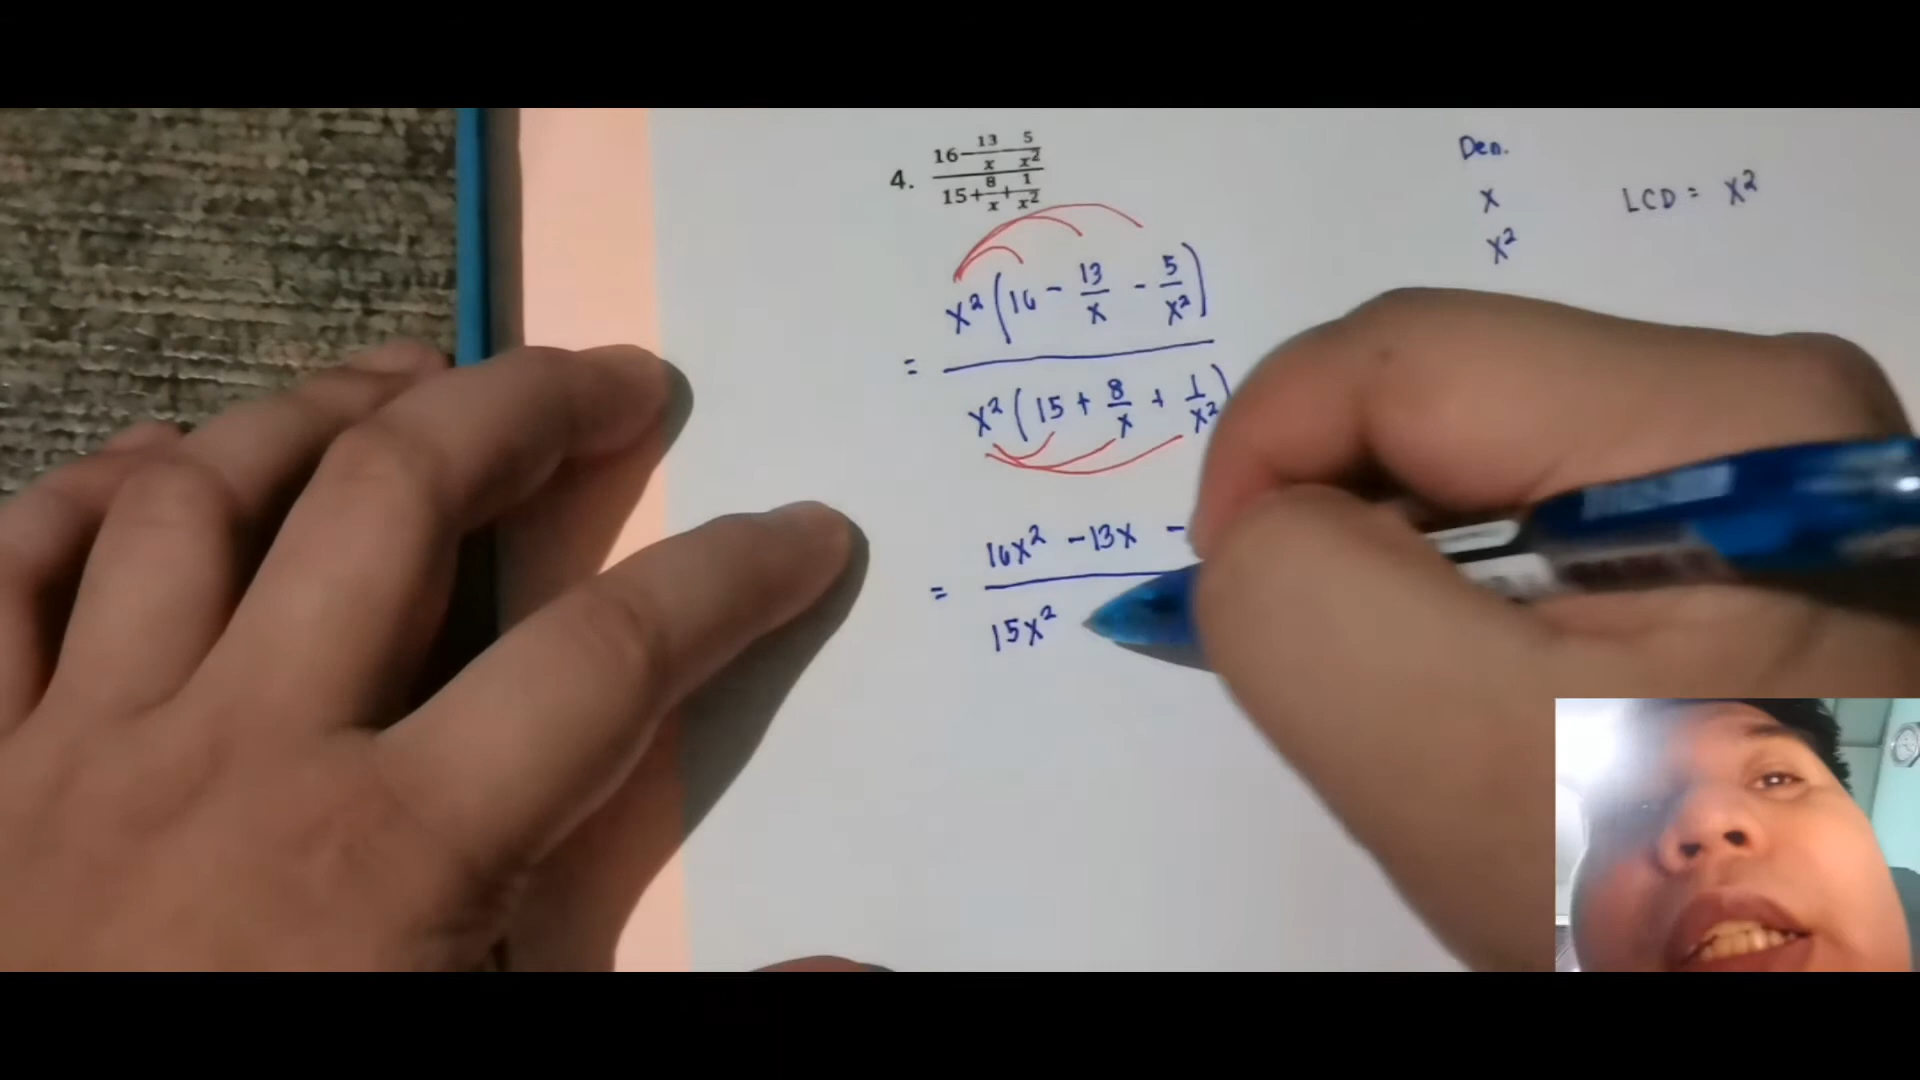 4. (16 - 13/x - 5/x²) / (15 + 8/x + 1/x²)
Den.
x
x²
LCD = x²
= x² (16 - 13/x - 5/x²) / x² (15 + 8/x + 1/x²)
= 16x² - 13x - / 15x²